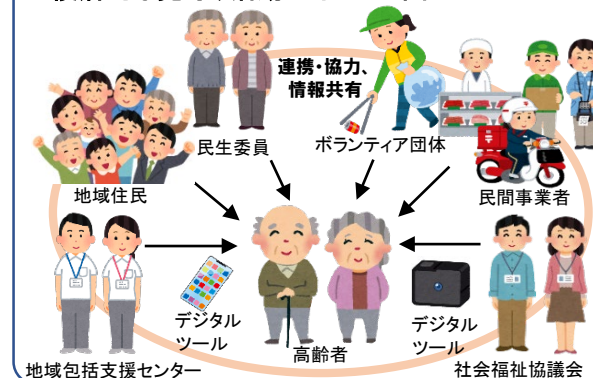 連携・協力、
情報共有
民生委員
ボランティア団体
地域住民
民間事業者
デジタル
ツール
デジタル
ツール
高齢者
地域包括支援センター
社会福祉協議会